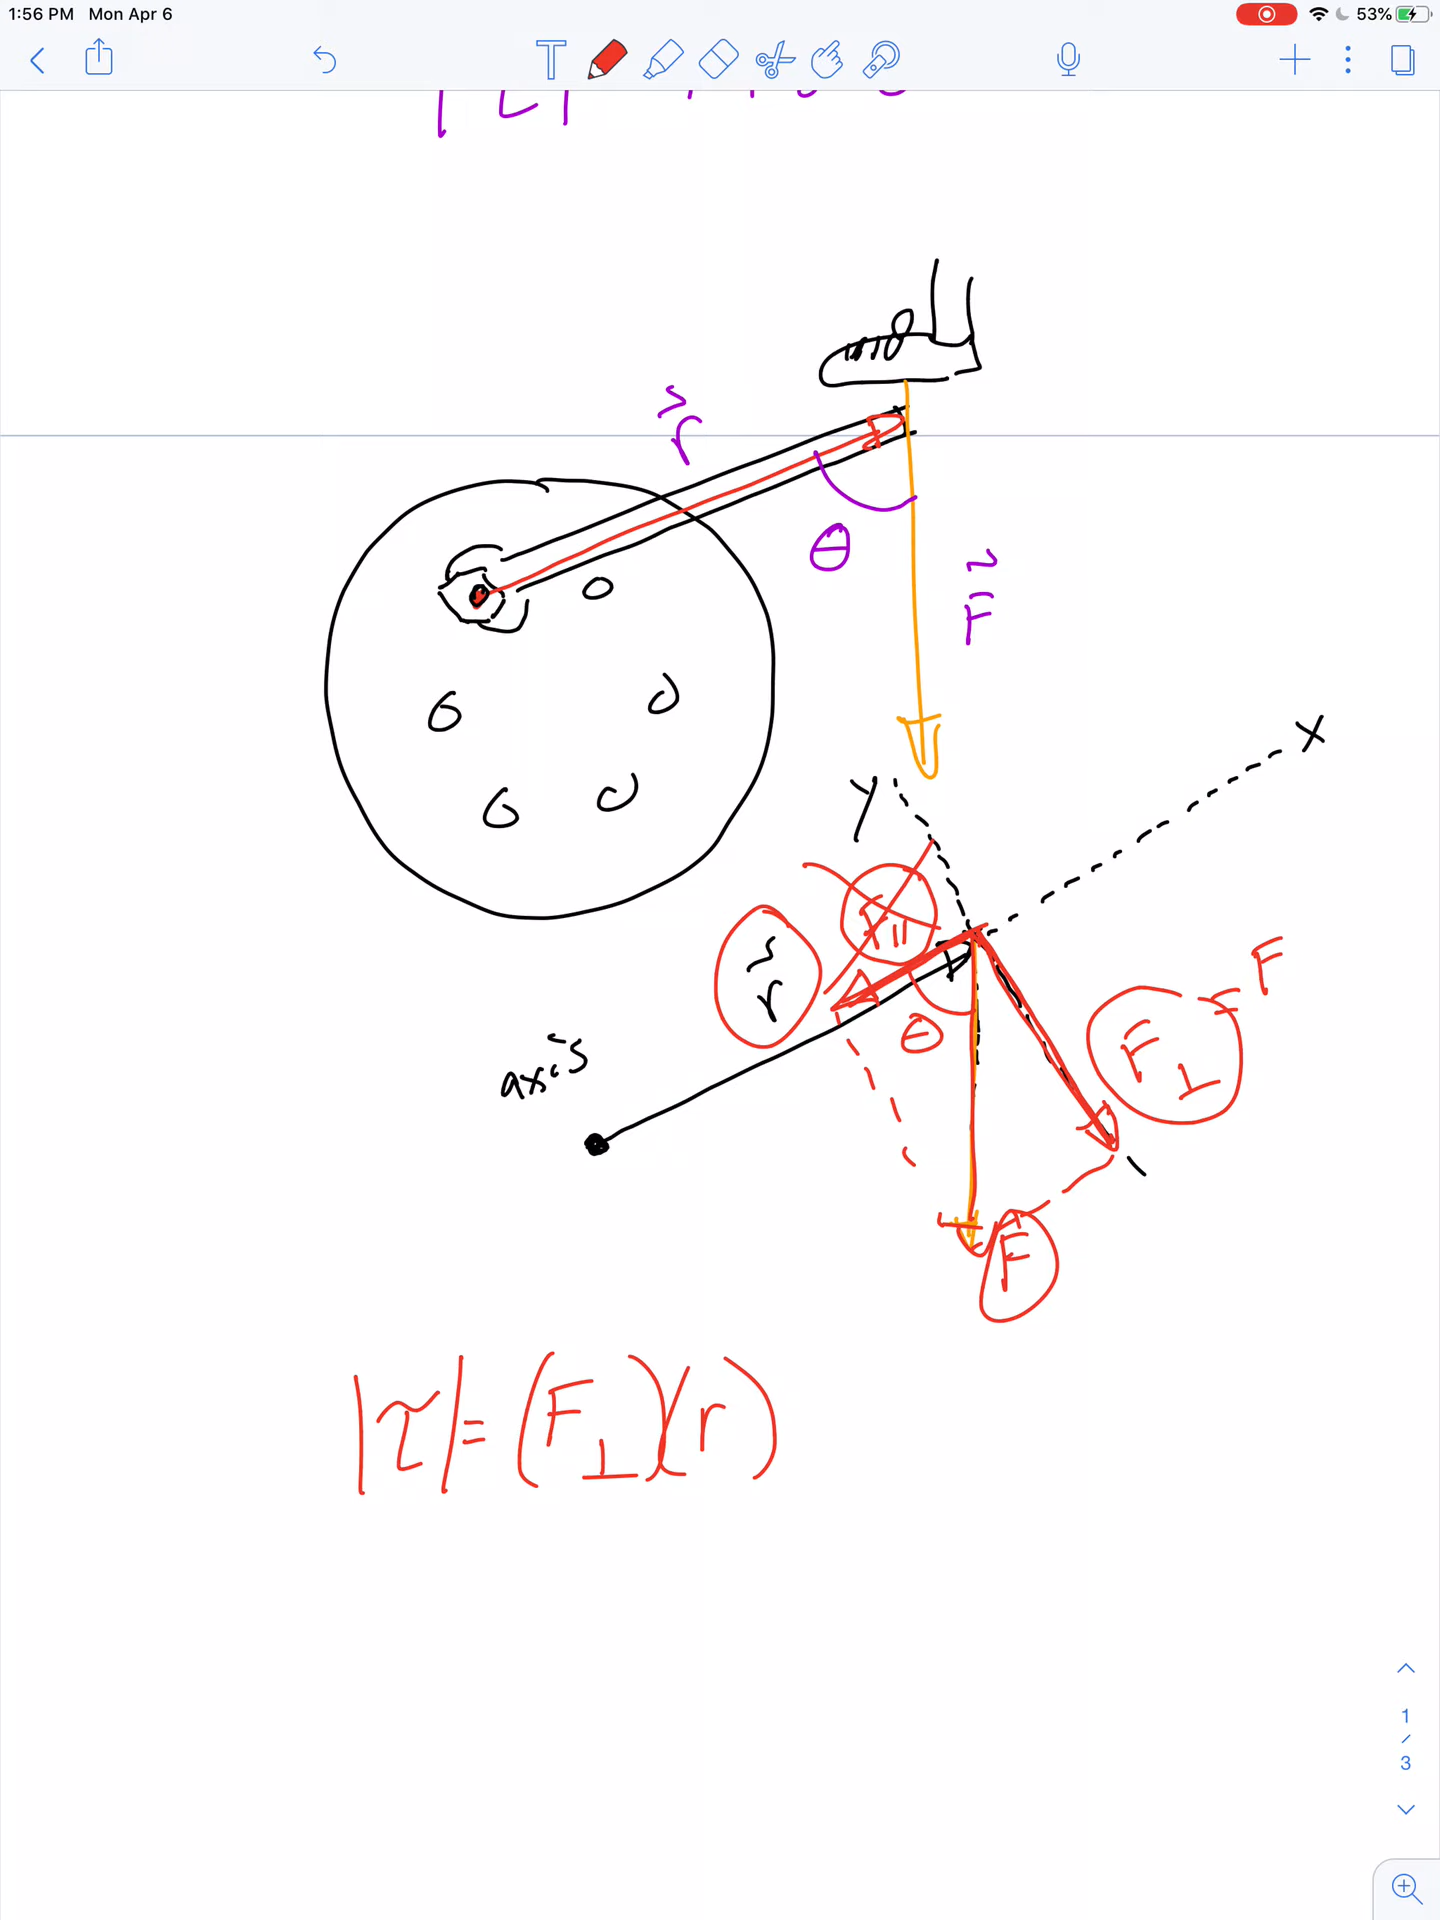 1:56 PM Mon Apr 6
53%
T
r
θ
F
x
y
F||
r
θ
F
F⊥
axis
F
|τ| = (F⊥)(r)
1
/
3